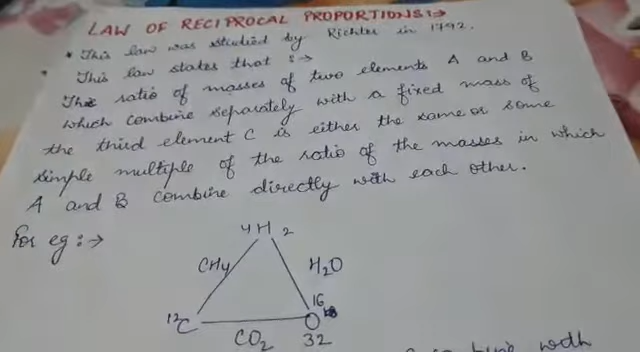 LAW OF RECIPROCAL PROPORTIONS:→
* This law was studied by Richter in 1792.
This law states that :→
The ratio of masses of two elements A and B
which combine separately with a fixed mass of
the third element C is either the same or some
simple multiple of the ratio of the masses in which
A and B combine directly with each other.
For eg:→
4H2
CH4 H2O
12C 16 O 32
CO2
with